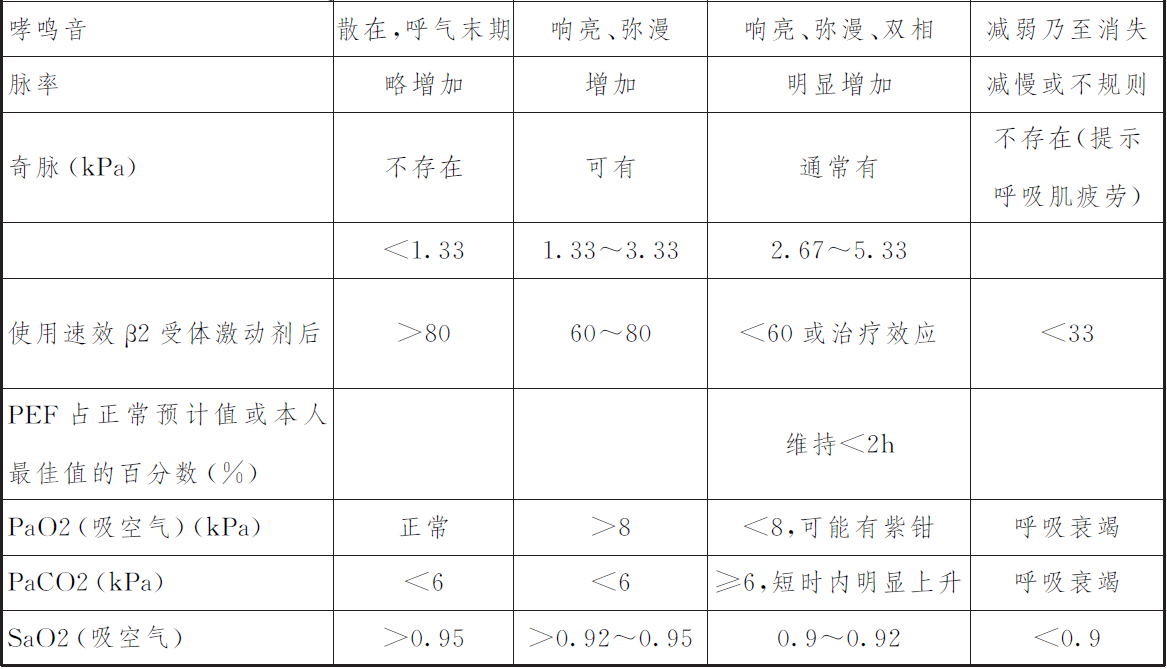 哮鸣音 散在,呼气末期 响亮、弥漫 响亮、弥漫、双相 减弱乃至消失
脉率 略增加 增加 明显增加 减慢或不规则
奇脉(kPa) 不存在 可有 通常有 不存在(提示
呼吸肌疲劳)
<1.33 1.33～3.33 2.67～5.33
使用速效β2受体激动剂后 >80 60～80 <60或治疗效应 <33
PEF占正常预计值或本人
最佳值的百分数(%) 维持<2h
PaO2(吸空气)(kPa) 正常 >8 <8,可能有紫钳 呼吸衰竭
PaCO2(kPa) <6 <6 ⩾6,短时内明显上升 呼吸衰竭
SaO2(吸空气) >0.95 >0.92～0.95 0.9～0.92 <0.9